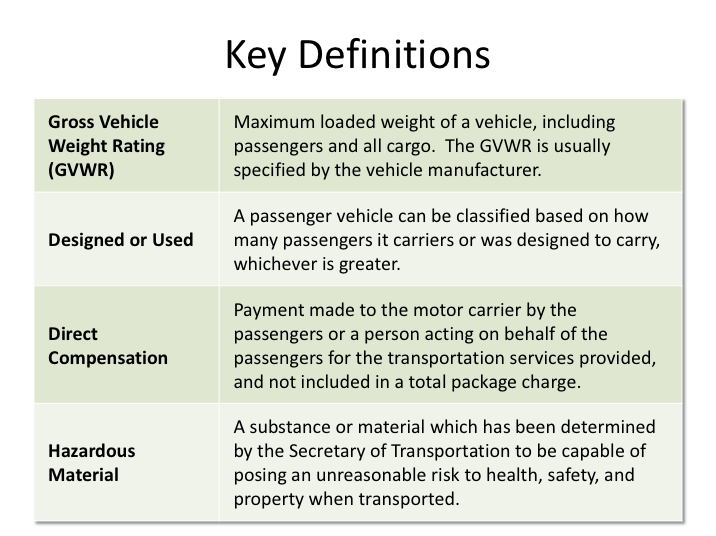 Key Definitions
Gross Vehicle
Weight Rating
(GVWR)
Maximum loaded weight of a vehicle, including
passengers and all cargo.  The GVWR is usually
specified by the vehicle manufacturer.
Designed or Used
A passenger vehicle can be classified based on how
many passengers it carriers or was designed to carry,
whichever is greater.
Direct
Compensation
Payment made to the motor carrier by the
passengers or a person acting on behalf of the
passengers for the transportation services provided,
and not included in a total package charge.
Hazardous
Material
A substance or material which has been determined
by the Secretary of Transportation to be capable of
posing an unreasonable risk to health, safety, and
property when transported.